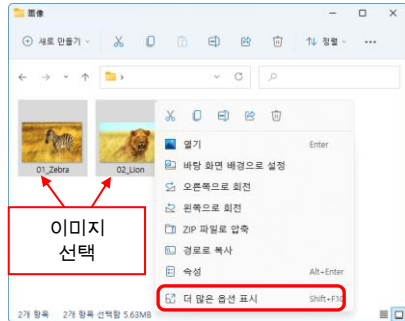 画像
새로 만들기
정렬
01_Zebra
02_Lion
열기 Enter
바탕 화면 배경으로 설정
오른쪽으로 회전
왼쪽으로 회전
ZIP 파일로 압축
경로로 복사
속성 Alt+Enter
더 많은 옵션 표시 Shift+F10
이미지
선택
2개 항목 2개 항목 선택함 5.63MB